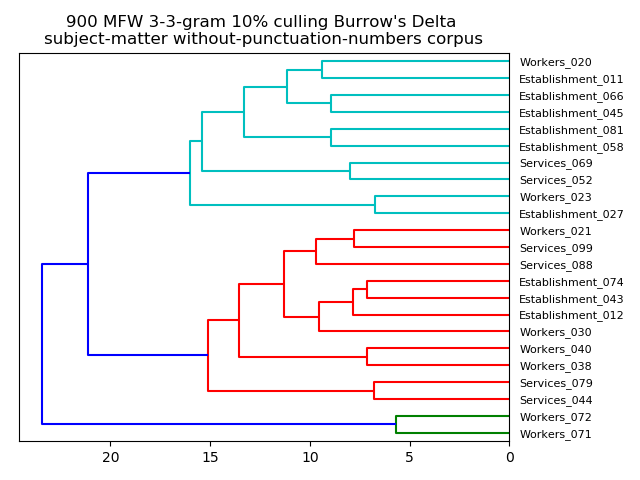 900 MFW 3-3-gram 10% culling Burrow's Delta
subject-matter without-punctuation-numbers corpus
Workers_020
Establishment_011
Establishment_066
Establishment_045
Establishment_081
Establishment_058
Services_069
Services_052
Workers_023
Establishment_027
Workers_021
Services_099
Services_088
Establishment_074
Establishment_043
Establishment_012
Workers_030
Workers_040
Workers_038
Services_079
Services_044
Workers_072
Workers_071
20 15 10 5 0